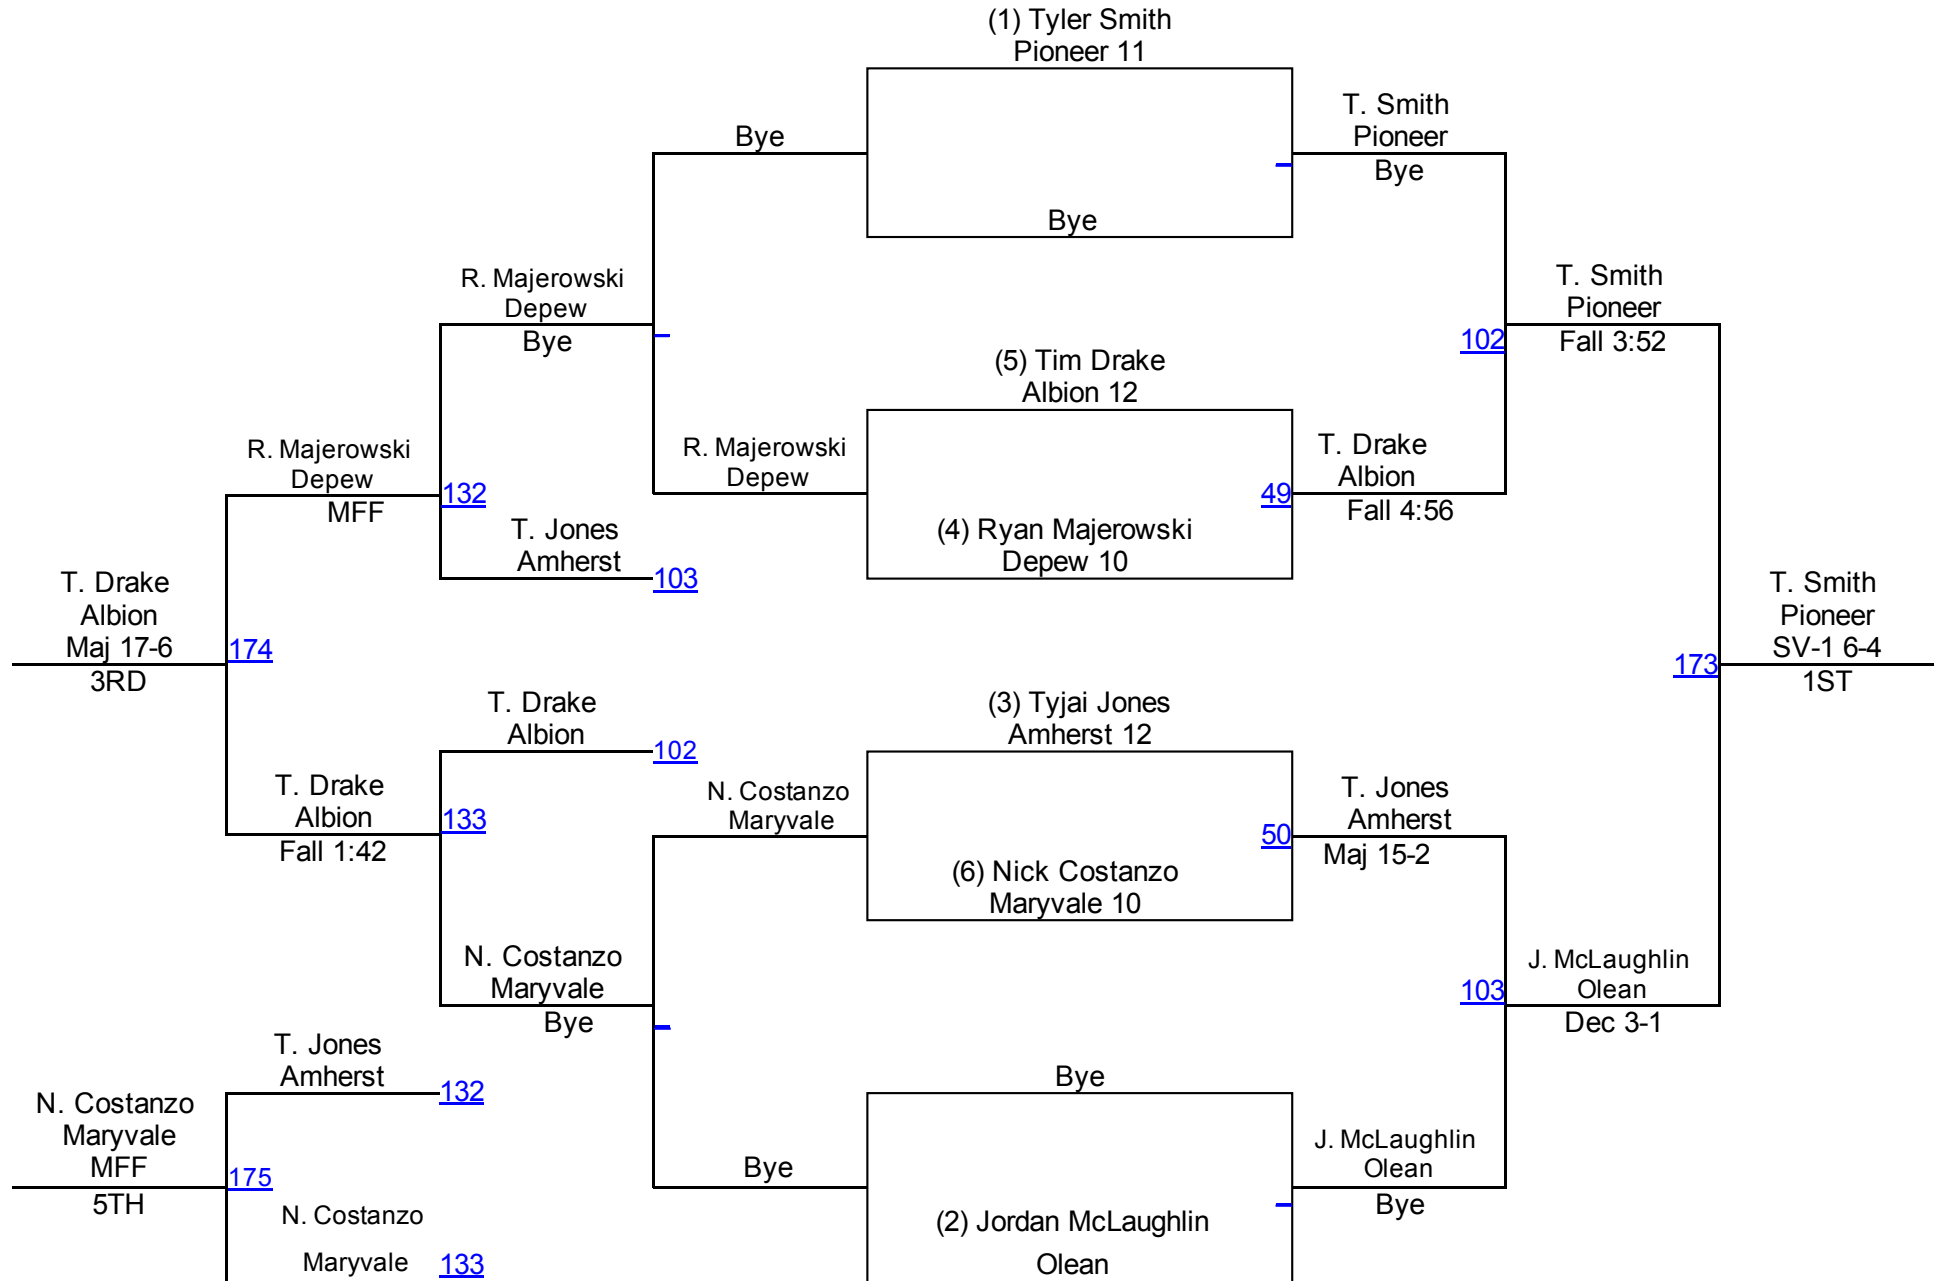 (1) Tyler Smith
Pioneer 11
T. Smith
Pioneer
Bye
Bye
Bye
R. Majerowski
Depew
Bye
T. Smith
Pioneer
Fall 3:52
102
(5) Tim Drake
Albion 12
R. Majerowski
Depew
MFF
132
R. Majerowski
Depew
T. Drake
Albion
Fall 4:56
49
(4) Ryan Majerowski
Depew 10
T. Jones
Amherst
103
T. Drake
Albion
Maj 17-6
3RD
174
T. Smith
Pioneer
SV-1 6-4
1ST
173
T. Drake
Albion
102
(3) Tyjai Jones
Amherst 12
T. Drake
Albion
Fall 1:42
133
N. Costanzo
Maryvale
T. Jones
Amherst
Maj 15-2
50
(6) Nick Costanzo
Maryvale 10
N. Costanzo
Maryvale
Bye
J. McLaughlin
Olean
Dec 3-1
103
T. Jones
Amherst
132
Bye
N. Costanzo
Maryvale
MFF
5TH
175
Bye
J. McLaughlin
Olean
Bye
N. Costanzo
Maryvale
133
(2) Jordan McLaughlin
Olean